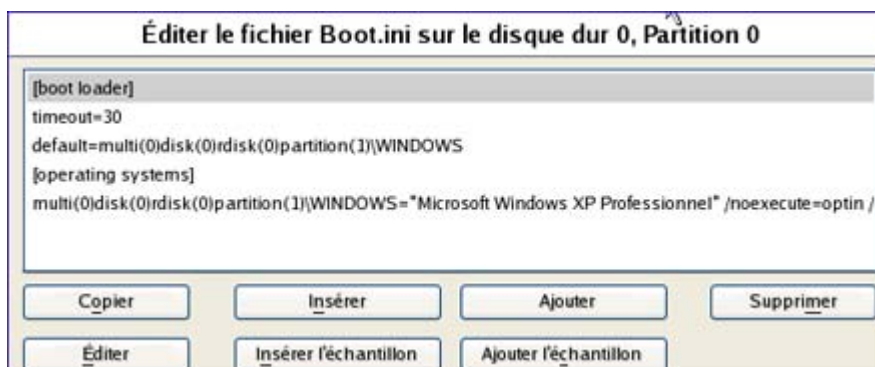 Éditer le fichier Boot.ini sur le disque dur 0, Partition 0
[boot loader]
timeout=30
default=multi(0)disk(0)rdisk(0)partition(1)\WINDOWS
[operating systems]
multi(0)disk(0)rdisk(0)partition(1)\WINDOWS="Microsoft Windows XP Professionnel" /noexecute=optin /
Copier Insérer Ajouter Supprimer
Éditer Insérer l'échantillon Ajouter l'échantillon